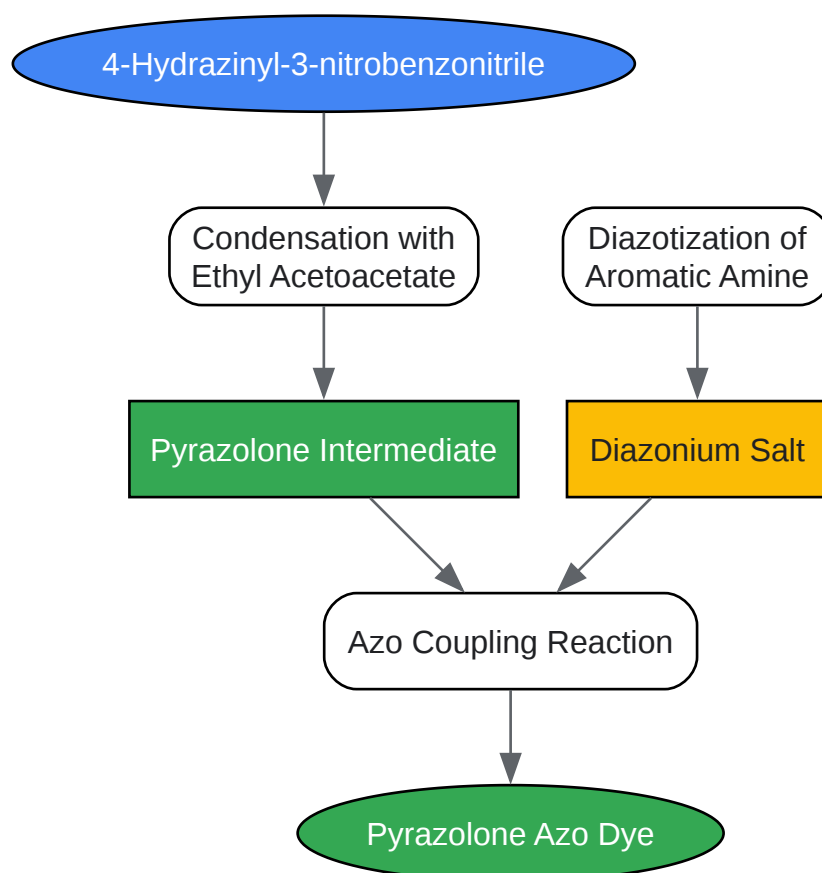 4-Hydrazinyl-3-nitrobenzonitrile
Condensation with
Ethyl Acetoacetate
Diazotization of
Aromatic Amine
Pyrazolone Intermediate
Diazonium Salt
Azo Coupling Reaction
Pyrazolone Azo Dye